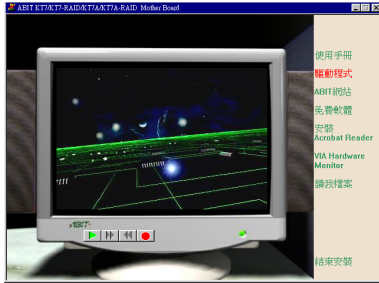 ABIT KT7/KT7-RAID/KT7A/KT7A-RAID Mother Board
使用手冊
驅動程式
ABIT網站
免費軟體
安裝
Acrobat Reader
VIA Hardware
Monitor
讀我檔案
ABIT
結束安裝